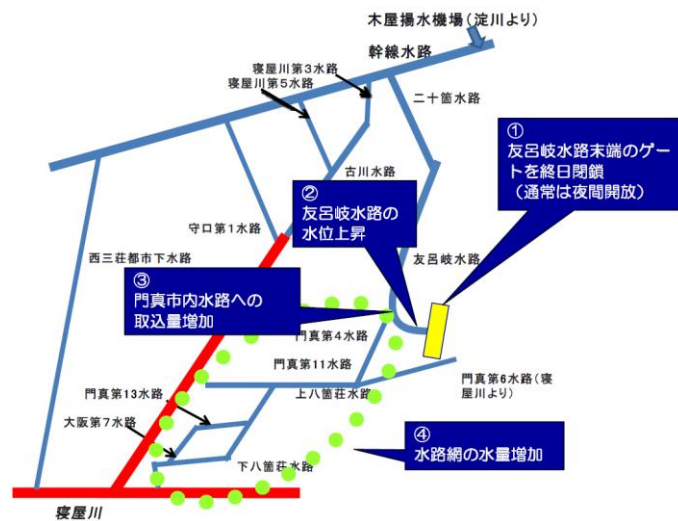 木屋揚水機場（淀川より）
幹線水路
寝屋川第３水路
寝屋川第５水路
二十箇水路
①
友呂岐水路末端のゲー
トを終日閉鎖
（通常は夜間開放）
古川水路
②
友呂岐水路の
水位上昇
守口第１水路
友呂岐水路
西三荘都市下水路
③
門真市内水路への
取込量増加
門真第４水路
門真第11水路
門真第６水路（寝
屋川より）
門真第13水路
上八箇荘水路
大阪第７水路
④
水路網の水量増加
下八箇荘水路
寝屋川